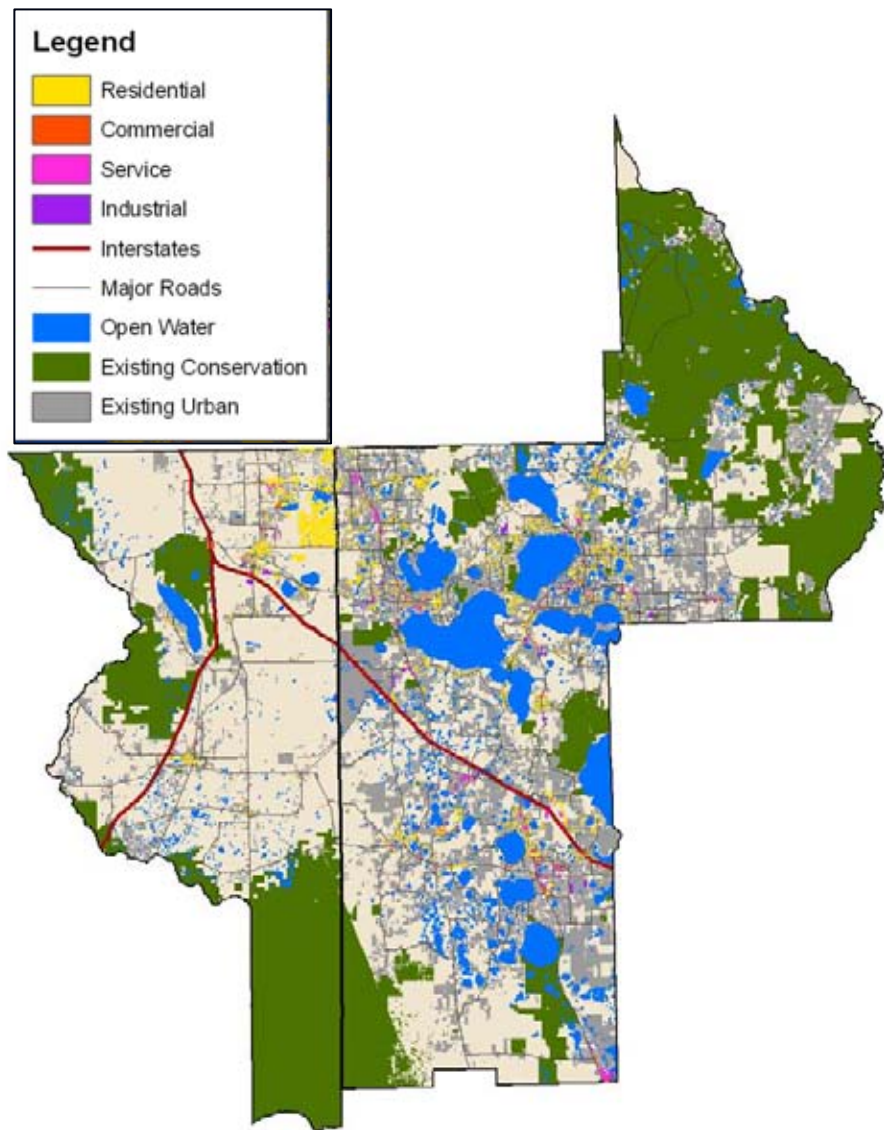 Legend
Residential
Commercial
Service
Industrial
Interstates
Major Roads
Open Water
Existing Conservation
Existing Urban